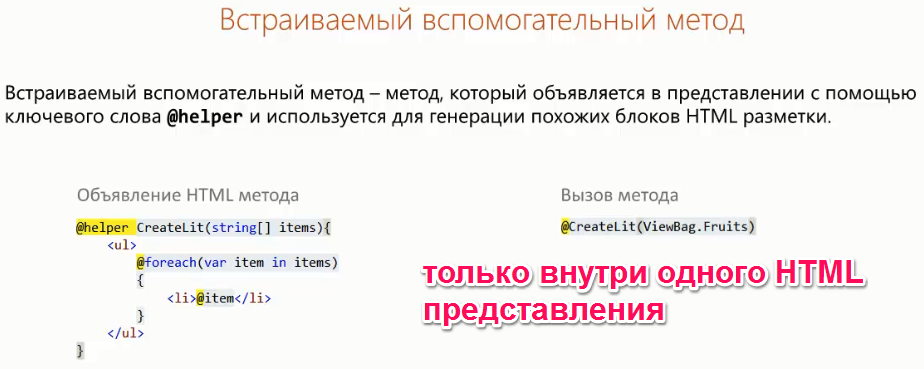 Встраиваемый вспомогательный метод
Встраиваемый вспомогательный метод – метод, который объявляется в представлении с помощью
ключевого слова @helper и используется для генерации похожих блоков HTML разметки.
Объявление HTML метода
@helper CreateLit(string[] items){
<ul>
@foreach(var item in items)
{
<li>@item</li>
}
</ul>
}
Вызов метода
@CreateLit(ViewBag.Fruits)
только внутри одного HTML
представления